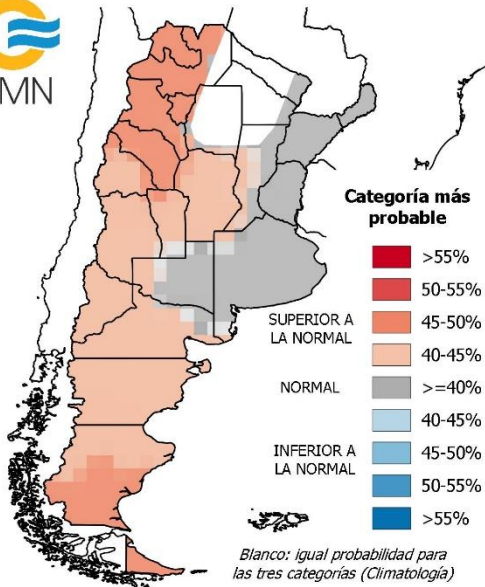 MN
Categoría más
probable
>55%
50-55%
SUPERIOR A
LA NORMAL
45-50%
40-45%
NORMAL
>=40%
40-45%
INFERIOR A
LA NORMAL
45-50%
50-55%
>55%
Blanco: igual probabilidad para
las tres categorías (Climatología)